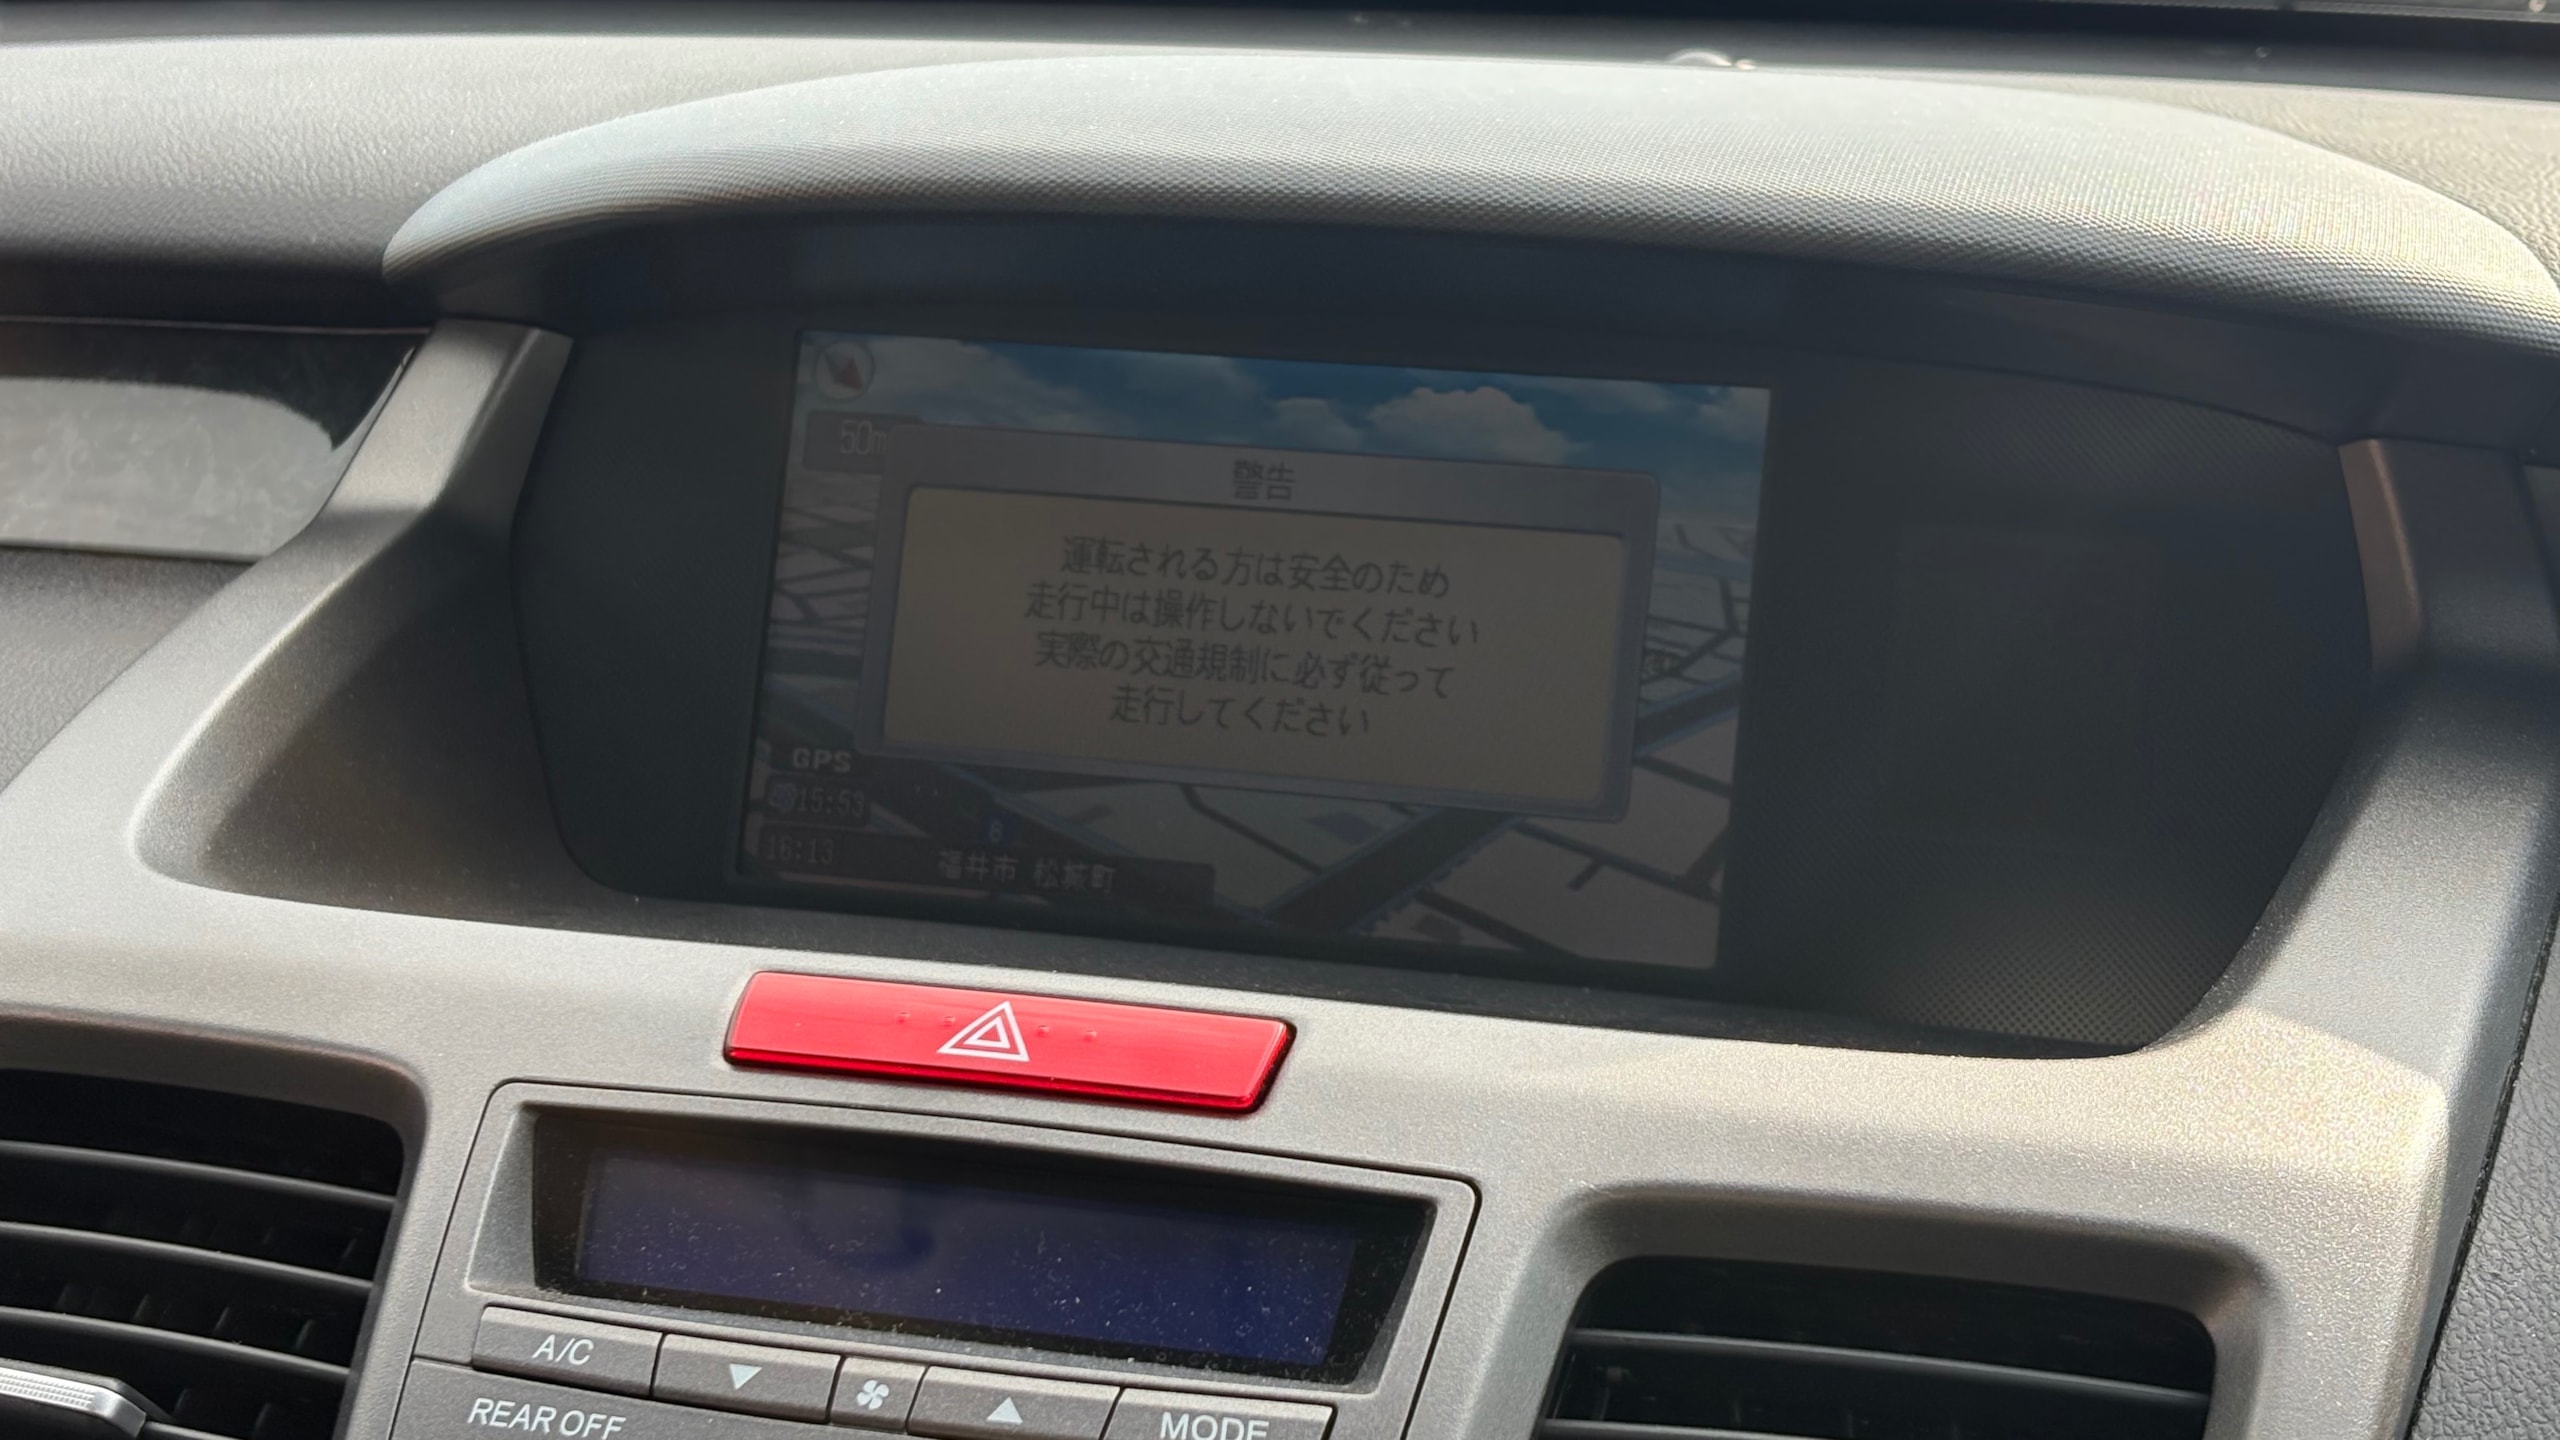 50m
警告
運転される方は安全のため
走行中は操作しないでください
実際の交通規制に必ず従って
走行してください
GPS
15:53
16:13
福井市 松城町
A/C
REAR OFF
MODE